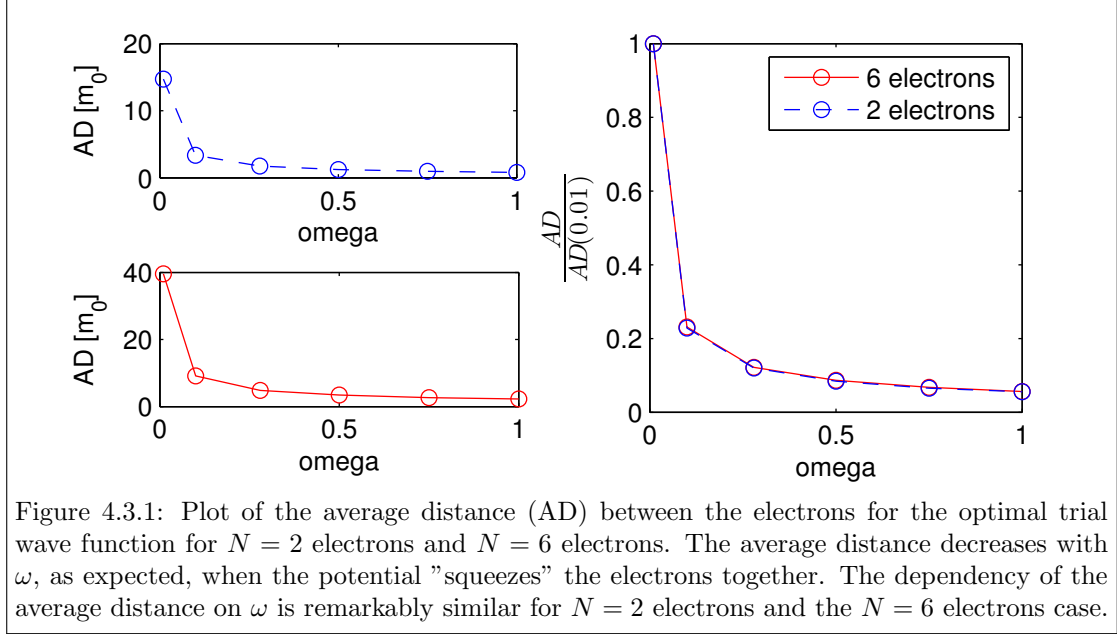 20
10
0
AD [m0]
0
0.5
1
omega
40
20
0
AD [m0]
0
0.5
1
omega
1
0.8
0.6
0.4
0.2
0
AD
AD(0.01)
6 electrons
2 electrons
0
0.5
1
omega
Figure 4.3.1: Plot of the average distance (AD) between the electrons for the optimal trial
wave function for N = 2 electrons and N = 6 electrons. The average distance decreases with
ω, as expected, when the potential "squeezes" the electrons together. The dependency of the
average distance on ω is remarkably similar for N = 2 electrons and the N = 6 electrons case.